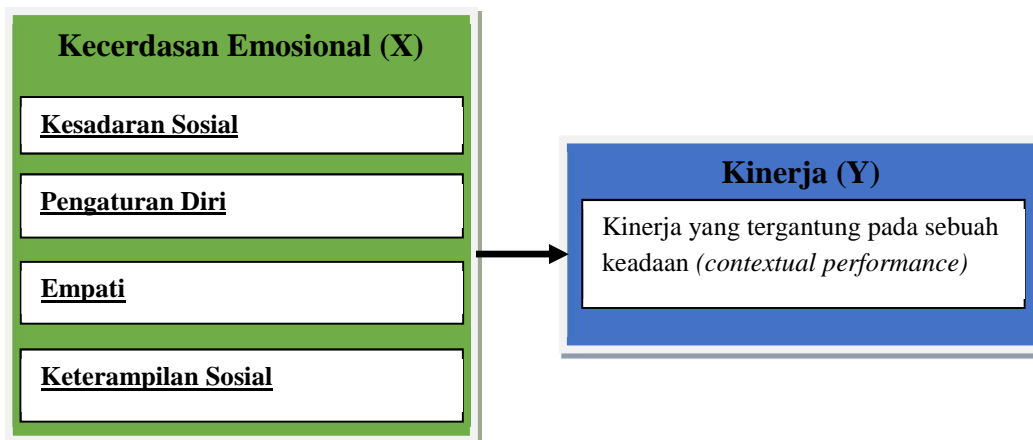 Kecerdasan Emosional (X)
Kesadaran Sosial
Pengaturan Diri
Empati
Keterampilan Sosial
Kinerja (Y)
Kinerja yang tergantung pada sebuah
keadaan (contextual performance)